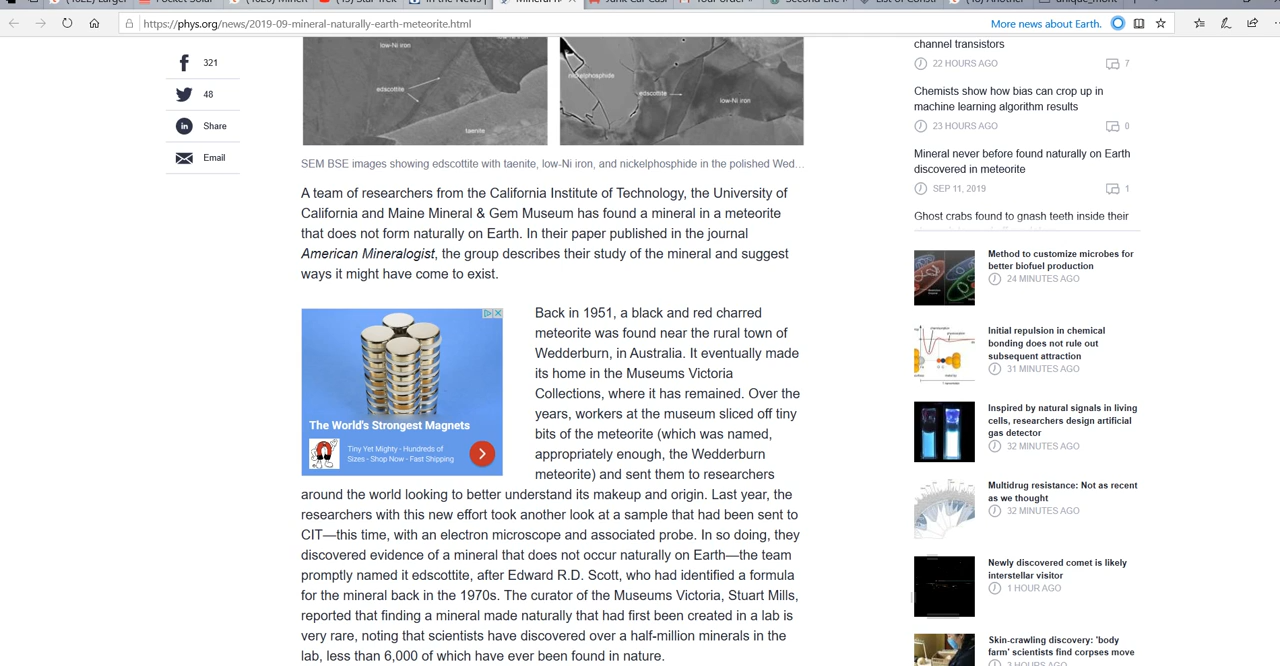 https://phys.org/news/2019-09-mineral-naturally-earth-meteorite.html
More news about Earth.
321
48
Share
Email
low-Ni iron
edscottite
taenite
nickelphosphide
edscottite
low-Ni iron
SEM BSE images showing edscottite with taenite, low-Ni iron, and nickelphosphide in the polished Wed...
A team of researchers from the California Institute of Technology, the University of
California and Maine Mineral & Gem Museum has found a mineral in a meteorite
that does not form naturally on Earth. In their paper published in the journal
American Mineralogist, the group describes their study of the mineral and suggest
ways it might have come to exist.
The World's Strongest Magnets
Tiny Yet Mighty - Hundreds of
Sizes - Shop Now - Fast Shipping
Back in 1951, a black and red charred
meteorite was found near the rural town of
Wedderburn, in Australia. It eventually made
its home in the Museums Victoria
Collections, where it has remained. Over the
years, workers at the museum sliced off tiny
bits of the meteorite (which was named,
appropriately enough, the Wedderburn
meteorite) and sent them to researchers
around the world looking to better understand its makeup and origin. Last year, the
researchers with this new effort took another look at a sample that had been sent to
CIT—this time, with an electron microscope and associated probe. In so doing, they
discovered evidence of a mineral that does not occur naturally on Earth—the team
promptly named it edscottite, after Edward R.D. Scott, who had identified a formula
for the mineral back in the 1970s. The curator of the Museums Victoria, Stuart Mills,
reported that finding a mineral made naturally that had first been created in a lab is
very rare, noting that scientists have discovered over a half-million minerals in the
lab, less than 6,000 of which have ever been found in nature.
channel transistors
22 HOURS AGO 7
Chemists show how bias can crop up in
machine learning algorithm results
23 HOURS AGO 0
Mineral never before found naturally on Earth
discovered in meteorite
SEP 11, 2019 1
Ghost crabs found to gnash teeth inside their
Method to customize microbes for
better biofuel production
24 MINUTES AGO
Initial repulsion in chemical
bonding does not rule out
subsequent attraction
31 MINUTES AGO
Inspired by natural signals in living
cells, researchers design artificial
gas detector
32 MINUTES AGO
Multidrug resistance: Not as recent
as we thought
32 MINUTES AGO
Newly discovered comet is likely
interstellar visitor
1 HOUR AGO
Skin-crawling discovery: 'body
farm' scientists find corpses move
3 HOURS AGO